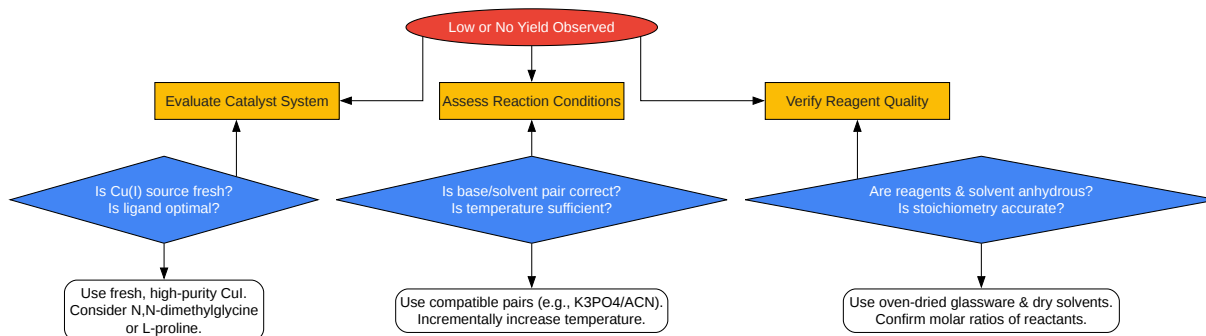 Low or No Yield Observed
Evaluate Catalyst System
Assess Reaction Conditions
Verify Reagent Quality
Is Cu(I) source fresh?
Is ligand optimal?
Is base/solvent pair correct?
Is temperature sufficient?
Are reagents & solvent anhydrous?
Is stoichiometry accurate?
Use fresh, high-purity CuI.
Consider N,N-dimethylglycine
or L-proline.
Use compatible pairs (e.g., K3PO4/ACN).
Incrementally increase temperature.
Use oven-dried glassware & dry solvents.
Confirm molar ratios of reactants.